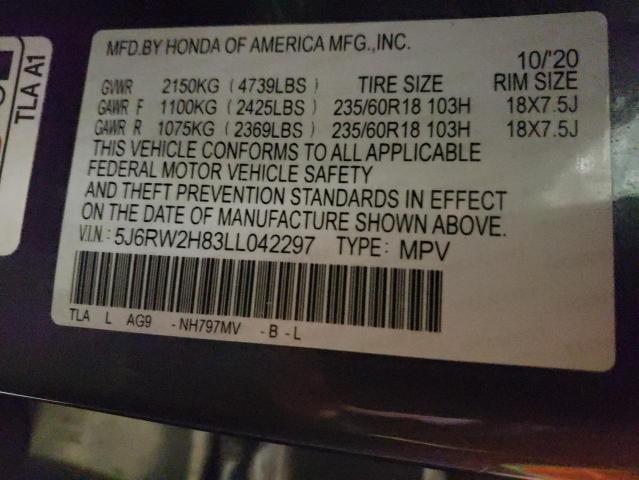 MFD.BY HONDA OF AMERICA MFG.,INC.
10/'20
GVWR 2150KG (4739LBS) TIRE SIZE RIM SIZE
GAWR F 1100KG (2425LBS) 235/60R18 103H 18X7.5J
GAWR R 1075KG (2369LBS) 235/60R18 103H 18X7.5J
THIS VEHICLE CONFORMS TO ALL APPLICABLE
FEDERAL MOTOR VEHICLE SAFETY
AND THEFT PREVENTION STANDARDS IN EFFECT
ON THE DATE OF MANUFACTURE SHOWN ABOVE.
V.I.N.: 5J6RW2H83LL042297 TYPE: MPV
TLA L AG9 -NH797MV -B-L
TLA A1